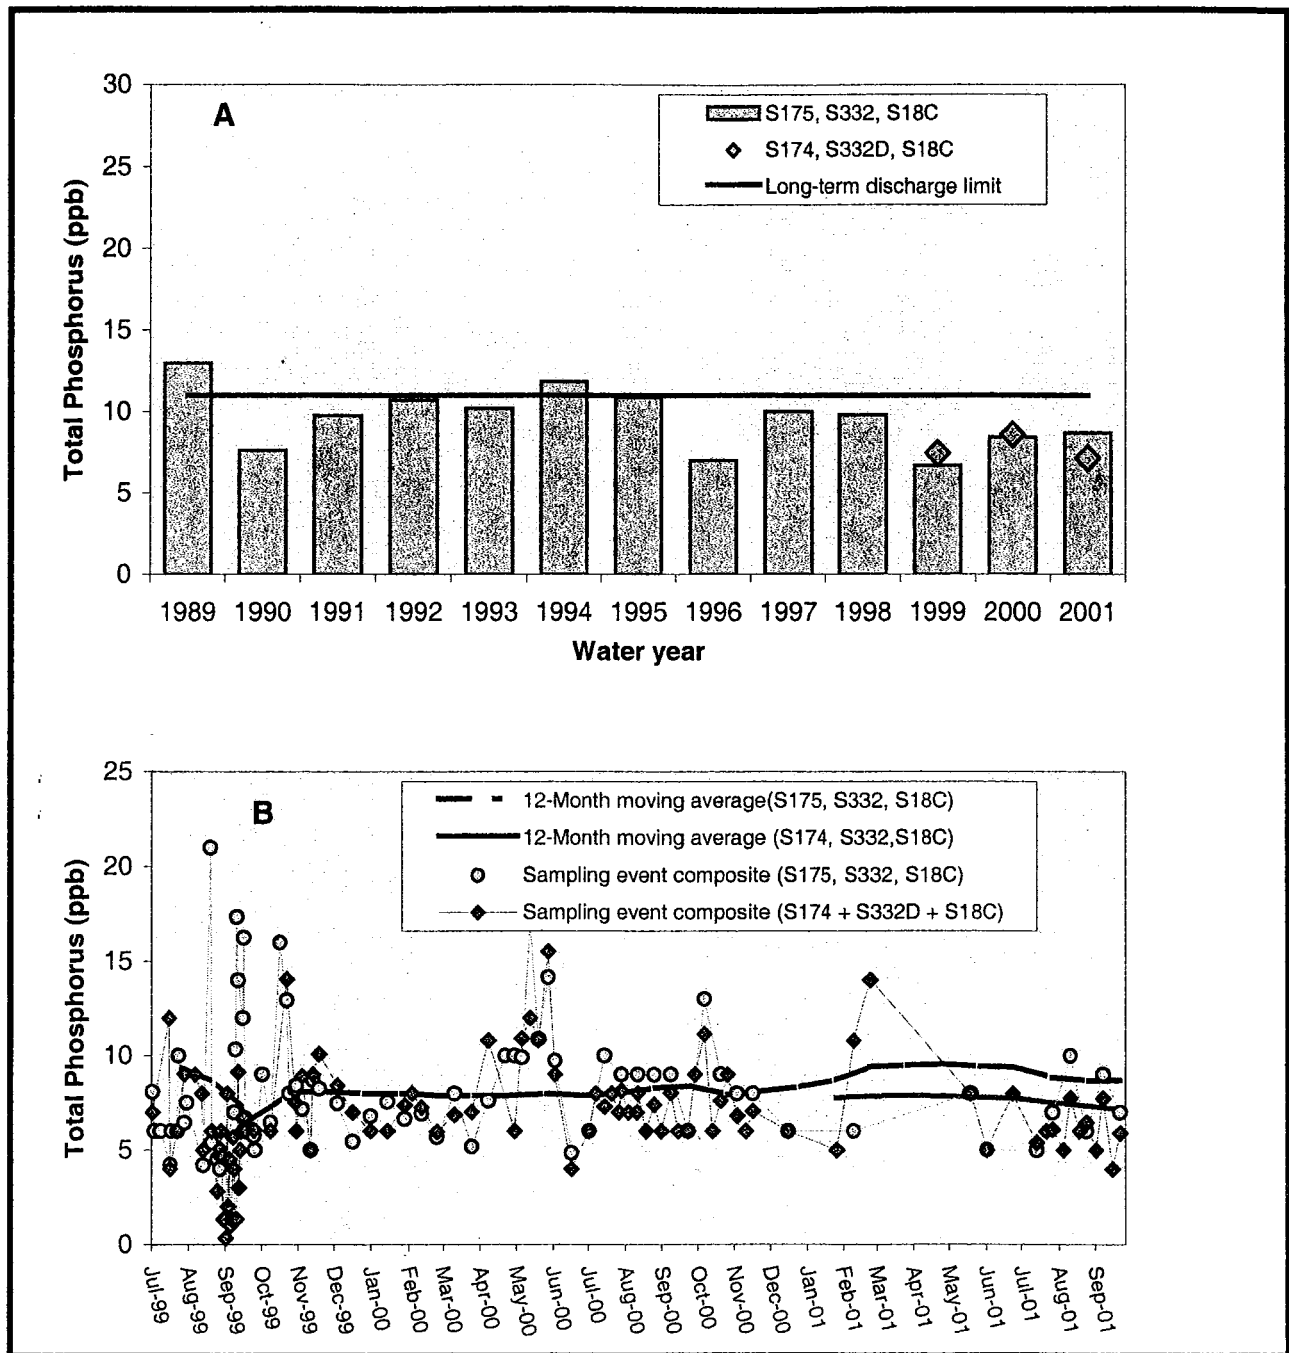 A
S175, S332, S18C
S174, S332D, S18C
Long-term discharge limit
Total Phosphorus (ppb)
30
25
20
15
10
5
0
1989 1990 1991 1992 1993 1994 1995 1996 1997 1998 1999 2000 2001
Water year
B
12-Month moving average(S175, S332, S18C)
12-Month moving average (S174, S332,S18C)
Sampling event composite (S175, S332, S18C)
Sampling event composite (S174 + S332D + S18C)
Total Phosphorus (ppb)
25
20
15
10
5
0
Jul-99 Aug-99 Sep-99 Oct-99 Nov-99 Dec-99 Jan-00 Feb-00 Mar-00 Apr-00 May-00 Jun-00 Jul-00 Aug-00 Sep-00 Oct-00 Nov-00 Dec-00 Jan-01 Feb-01 Mar-01 Apr-01 May-01 Jun-01 Jul-01 Aug-01 Sep-01